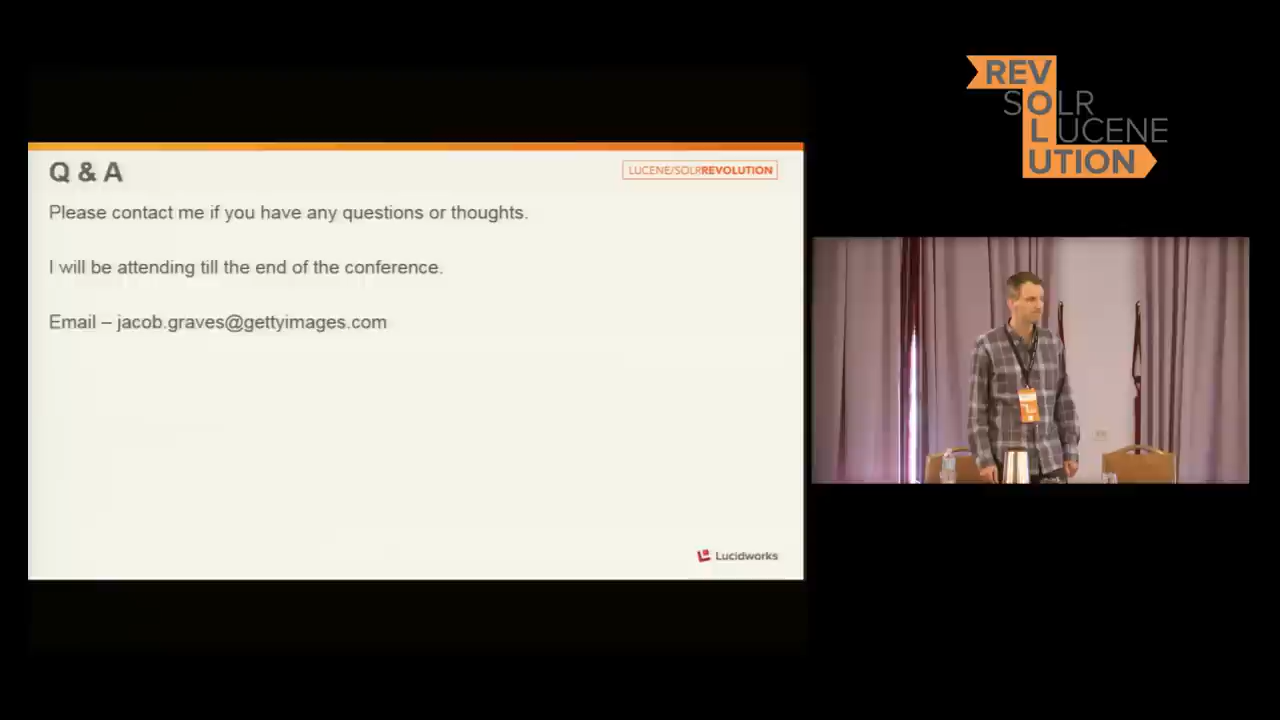 Q & A
LUCENE/SOLRREVOLUTION
Please contact me if you have any questions or thoughts.
I will be attending till the end of the conference.
Email – jacob.graves@gettyimages.com
Lucidworks
REV
SOLR
LUCENE
UTION